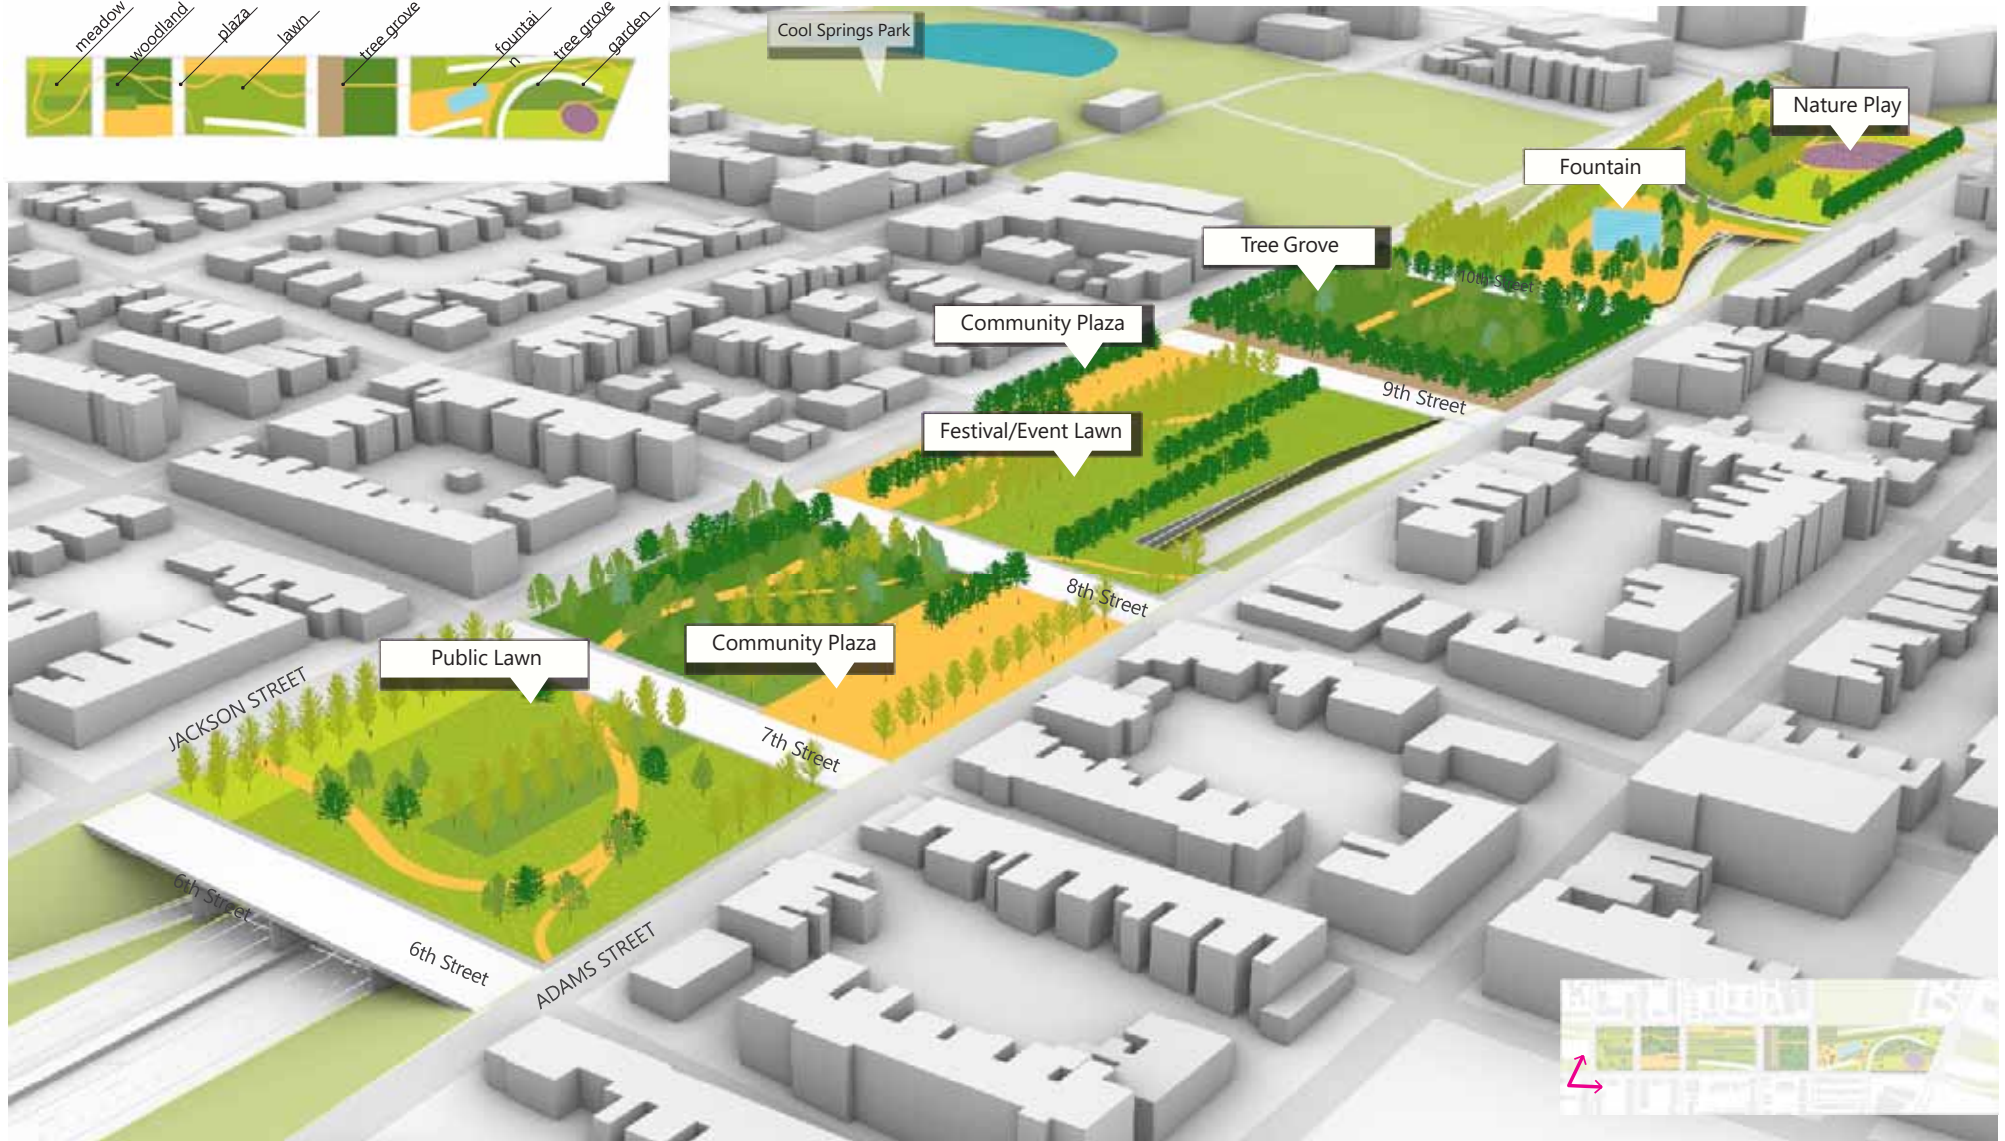 meadow
woodland
plaza
lawn
tree grove
fountai
n
tree grove
garden
Cool Springs Park
Nature Play
Fountain
Tree Grove
10th Street
Community Plaza
9th Street
Festival/Event Lawn
8th Street
Community Plaza
Public Lawn
7th Street
JACKSON STREET
6th Street
6th Street
ADAMS STREET